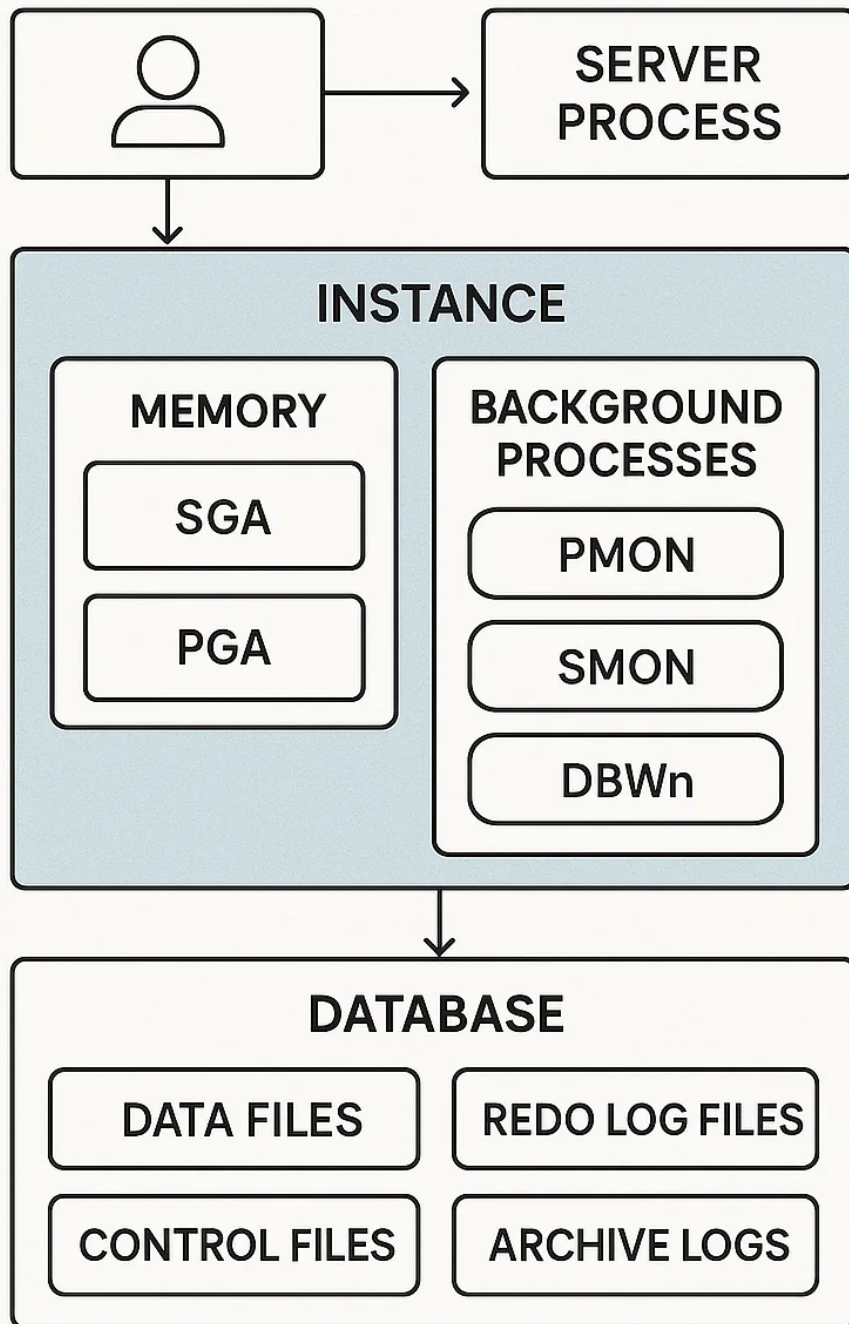 SERVER
PROCESS
INSTANCE
MEMORY
SGA
PGA
BACKGROUND
PROCESSES
PMON
SMON
DBWn
DATABASE
DATA FILES
REDO LOG FILES
CONTROL FILES
ARCHIVE LOGS